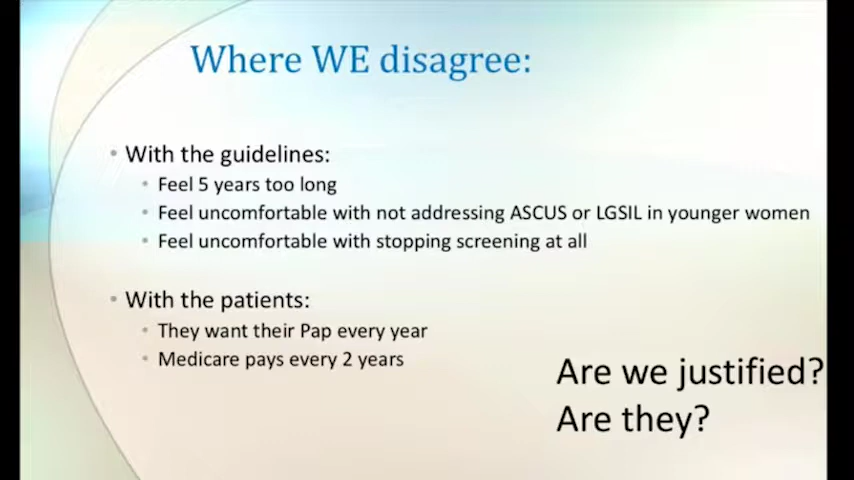 Where WE disagree:
• With the guidelines:
• Feel 5 years too long
• Feel uncomfortable with not addressing ASCUS or LGSIL in younger women
• Feel uncomfortable with stopping screening at all
• With the patients:
• They want their Pap every year
• Medicare pays every 2 years
Are we justified?
Are they?